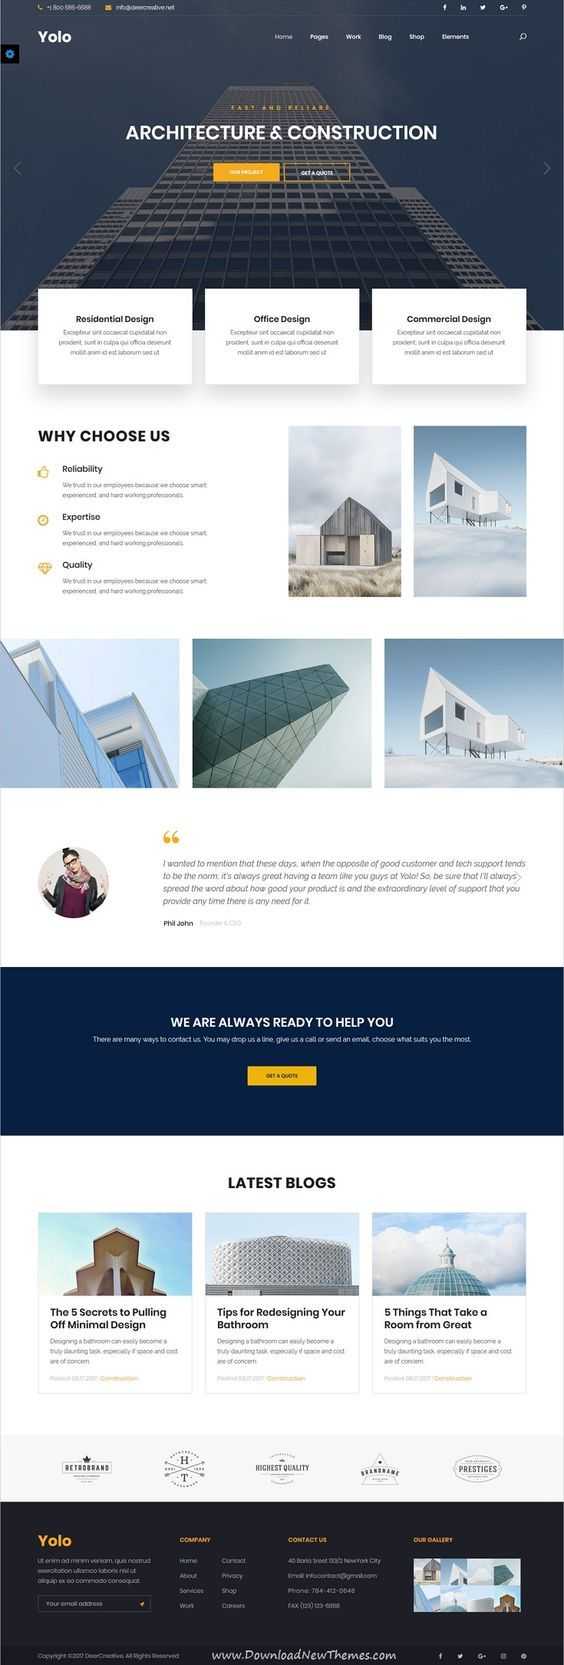 +1 800 686-6688
info@deercreative.net
Yolo
Home Pages Work Blog Shop Elements
FAST AND RELIABE
ARCHITECTURE & CONSTRUCTION
OUR PROJECT
GET A QUOTE
Residential Design
Excepteur sint occaecat cupidatat non
proident, sunt in culpa qui officia deserunt
mollit anim id est laborum sed ut
Office Design
Excepteur sint occaecat cupidatat non
proident, sunt in culpa qui officia deserunt
mollit anim id est laborum sed ut
Commercial Design
Excepteur sint occaecat cupidatat non
proident, sunt in culpa qui officia deserunt
mollit anim id est laborum sed ut
WHY CHOOSE US
Reliability
We trust in our employees because we choose smart
experienced, and hard working professionals.
Expertise
We trust in our employees because we choose smart
experienced, and hard working professionals.
Quality
We trust in our employees because we choose smart
experienced, and hard working professionals.
I wanted to mention that these days, when the opposite of good customer and tech support tends
to be the norm, it's always great having a team like you guys at Yolo! So, be sure that I'll always
spread the word about how good your product is and the extraordinary level of support that you
provide any time there is any need for it.
Phil John Founder & CEO
WE ARE ALWAYS READY TO HELP YOU
There are many ways to contact us. You may drop us a line, give us a call or send an email, choose what suits you the most.
GET A QUOTE
LATEST BLOGS
The 5 Secrets to Pulling
Off Minimal Design
Designing a bathroom can easily become a
truly daunting task, especially if space and cost
are of concern.
Posted 08.17.2017 Construction
Tips for Redesigning Your
Bathroom
Designing a bathroom can easily become a
truly daunting task, especially if space and cost
are of concern.
Posted 08.17.2017 Construction
5 Things That Take a
Room from Great
Designing a bathroom can easily become a
truly daunting task, especially if space and cost
are of concern.
Posted 08.17.2017 Construction
RETROBRAND
H
T
HIGHEST QUALITY
BRANDNAME
PRESTIGES
Yolo
Ut enim ad minim veniam, quis nostrud
exercitation ullamco laboris nisi ut
aliquip ex ea commodo consequat.
Your email address
COMPANY
Home Contact
About Privacy
Services Shop
Work Careers
CONTACT US
40 Baria Sreet 133/2 NewYork City
Email: info.contact@gmail.com
Phone: 784-412-0648
FAX: (123) 123-6868
OUR GALLERY
Copyright ©2017 DeerCreative. All Rights Reserved
www.DownloadNewThemes.com